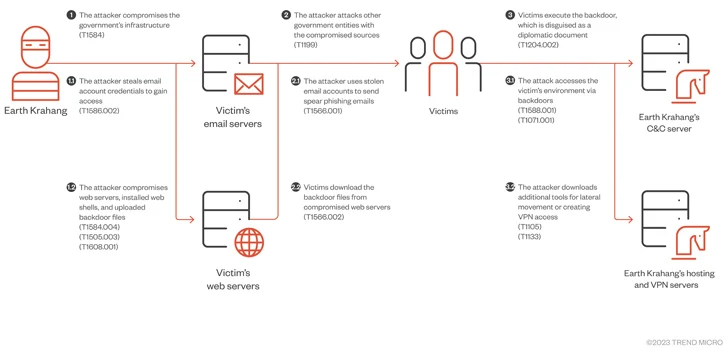 1 The attacker compromises the
government's infrastructure
(T1584)
1.1 The attacker steals email
account credentials to gain
access
(T1586.002)
Earth Krahang
1.2 The attacker compromises
web servers, installed web
shells, and uploaded
backdoor files
(T1584.004)
(T1505.003)
(T1608.001)
Victim's
email servers
Victim's
web servers
2 The attacker attacks other
government entities with
the compromised sources
(T1199)
2.1 The attacker uses stolen
email accounts to send
spear phishing emails
(T1566.001)
2.2 Victims download the
backdoor files from
compromised web servers
(T1566.002)
Victims
3 Victims execute the backdoor,
which is disguised as a
diplomatic document
(T1204.002)
3.1 The attack accesses the
victim's environment via
backdoors
(T1588.001)
(T1071.001)
3.2 The attacker downloads
additional tools for lateral
movement or creating
VPN access
(T1105)
(T1133)
Earth Krahang's
C&C server
Earth Krahang's hosting
and VPN servers
©2023 TREND MICRO